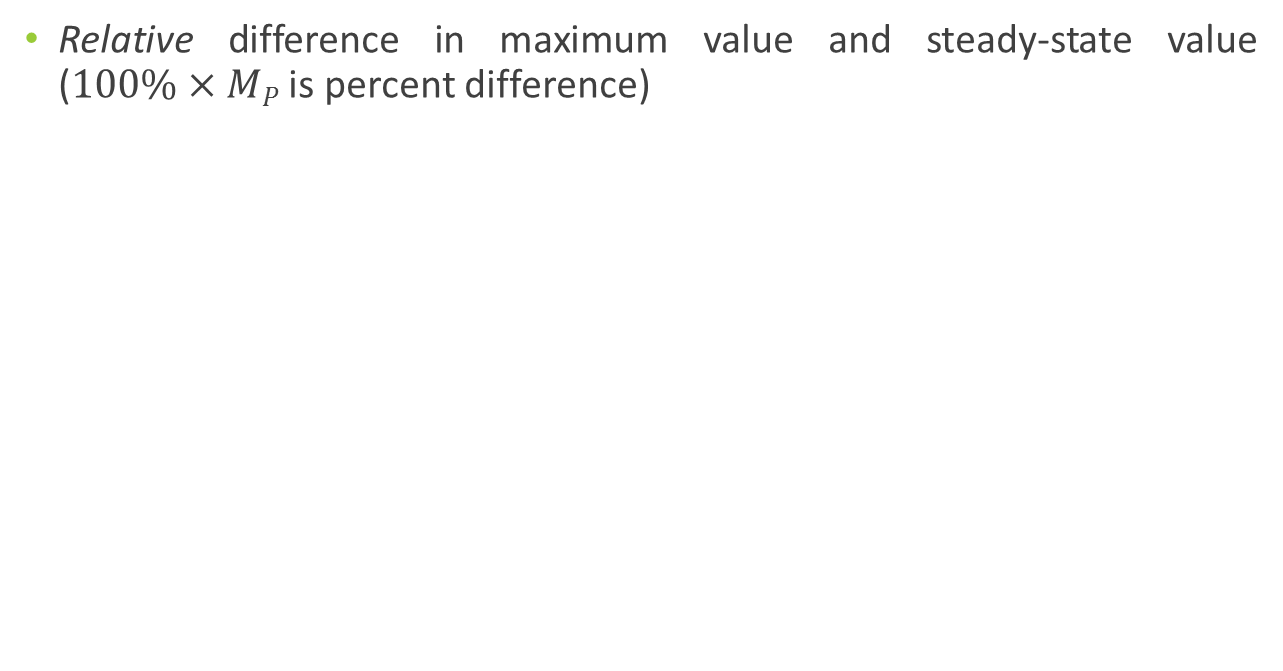 • Relative difference in maximum value and steady-state value
(100% × M_P is percent difference)